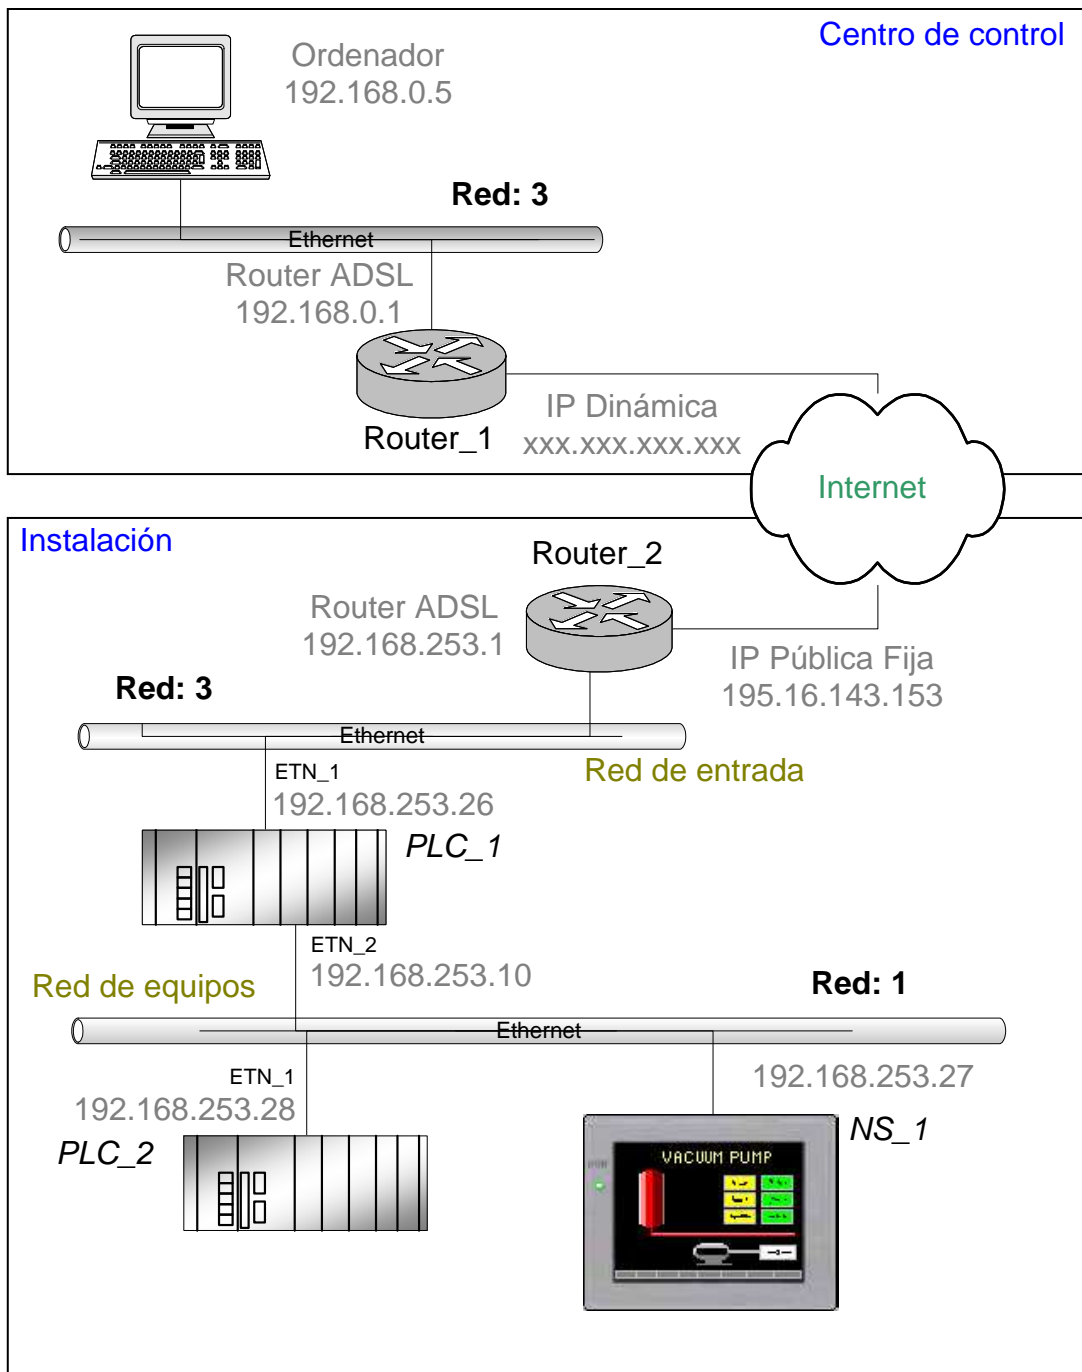 Centro de control
Ordenador
192.168.0.5
Red: 3
Ethernet
Router ADSL
192.168.0.1
IP Dinámica
xxx.xxx.xxx.xxx
Router_1
Internet
Instalación
Router_2
Router ADSL
192.168.253.1
IP Pública Fija
195.16.143.153
Red: 3
Ethernet
Red de entrada
ETN_1
192.168.253.26
PLC_1
ETN_2
192.168.253.10
Red de equipos
Red: 1
Ethernet
ETN_1
192.168.253.28
PLC_2
192.168.253.27
NS_1
VACUUM PUMP